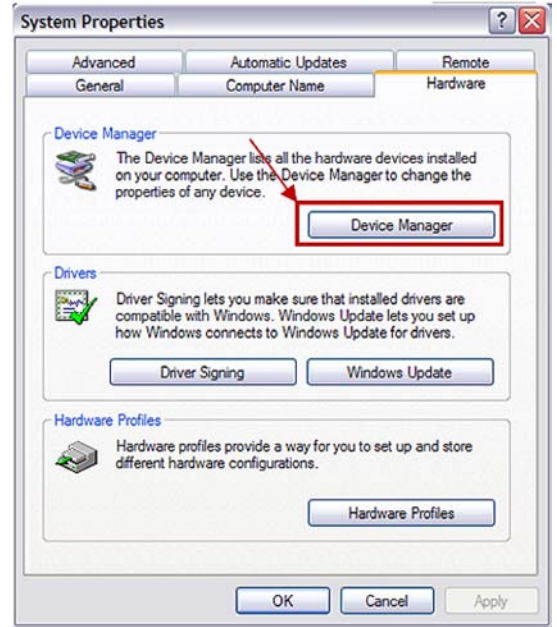 System Properties
Advanced
Automatic Updates
Remote
General
Computer Name
Hardware
Device Manager
The Device Manager lists all the hardware devices installed
on your computer. Use the Device Manager to change the
properties of any device.
Device Manager
Drivers
Driver Signing lets you make sure that installed drivers are
compatible with Windows. Windows Update lets you set up
how Windows connects to Windows Update for drivers.
Driver Signing
Windows Update
Hardware Profiles
Hardware profiles provide a way for you to set up and store
different hardware configurations.
Hardware Profiles
OK
Cancel
Apply